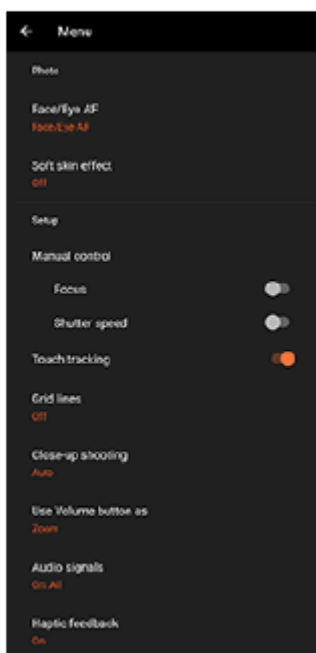 Menu
Photo
Face/Eye AF
Face/Eye AF
Soft skin effect
Off
Setup
Manual control
Focus
Shutter speed
Touch tracking
Grid lines
Off
Close-up shooting
Auto
Use Volume button as
Zoom
Audio signals
On: All
Haptic feedback
On